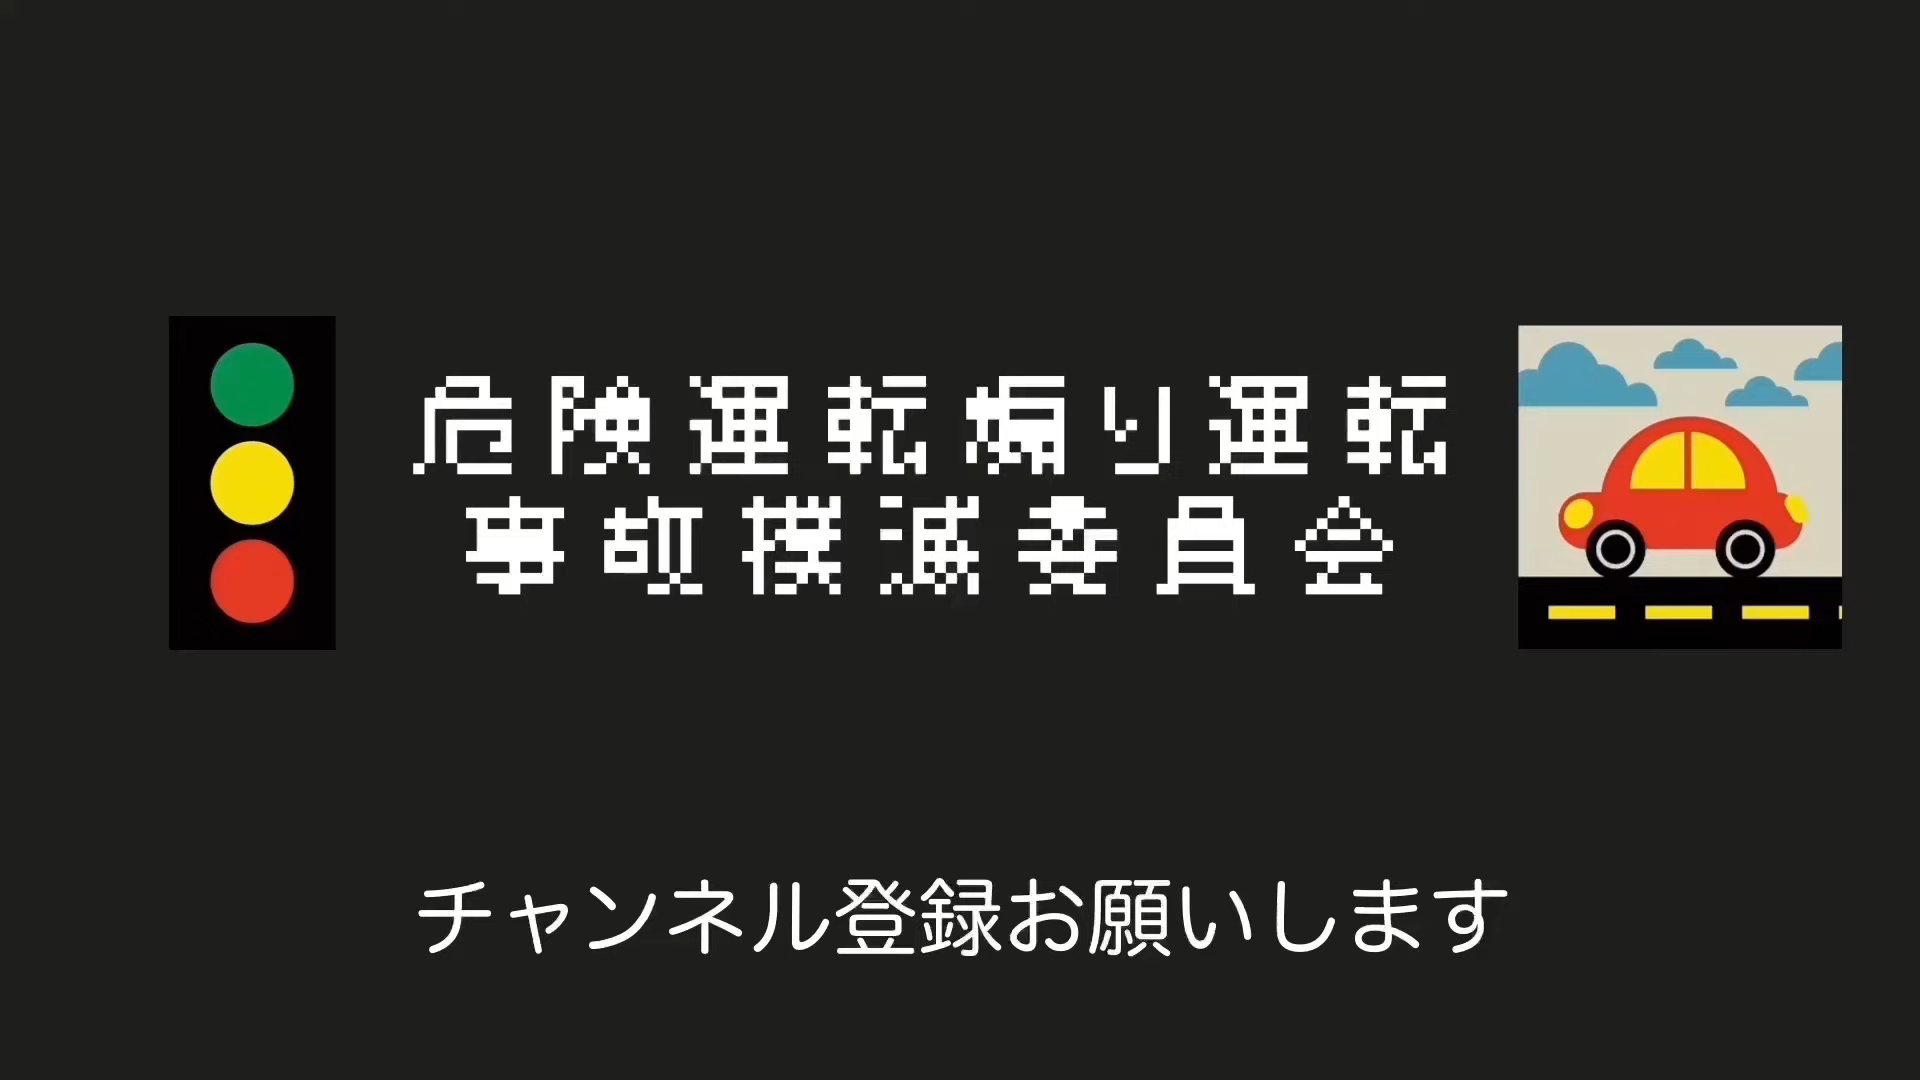 危険運転煽り運転
事故撲滅委員会
チャンネル登録お願いします